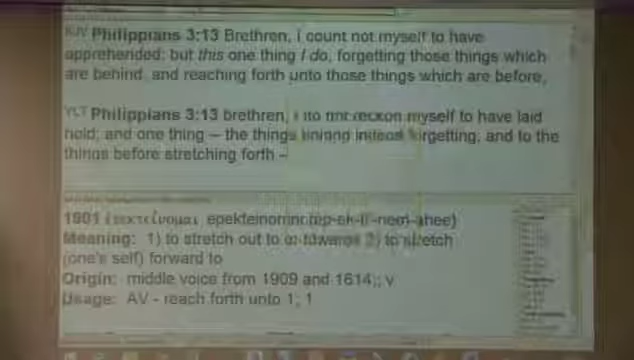 KJV Philippians 3:13 Brethren, I count not myself to have
apprehended: but this one thing I do, forgetting those things which
are behind, and reaching forth unto those things which are before,
YLT Philippians 3:13 brethren, I do not reckon myself to have laid
hold; and one thing -- the things behind indeed forgetting, and to the
things before stretching forth --
1901 επεκτείνομαι epekteinomai
Meaning: 1) to stretch out to or towards 2) to stretch
(one's self) forward to
Origin: middle voice from 1909 and 1614;; v
Usage: AV - reach forth unto 1; 1